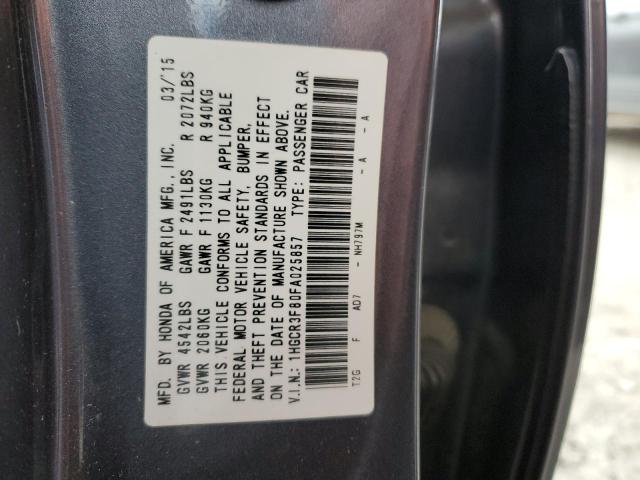 MFD. BY HONDA OF AMERICA MFG., INC. 03/'15
GVWR 4542LBS GAWR F 2491LBS R 2072LBS
GVWR 2060KG GAWR F 1130KG R 940KG
THIS VEHICLE CONFORMS TO ALL APPLICABLE
FEDERAL MOTOR VEHICLE SAFETY, BUMPER,
AND THEFT PREVENTION STANDARDS IN EFFECT
ON THE DATE OF MANUFACTURE SHOWN ABOVE.
V.I.N.: 1HGCR3F80FA025857 TYPE: PASSENGER CAR
T2G F AD7 - NH797M - A - A